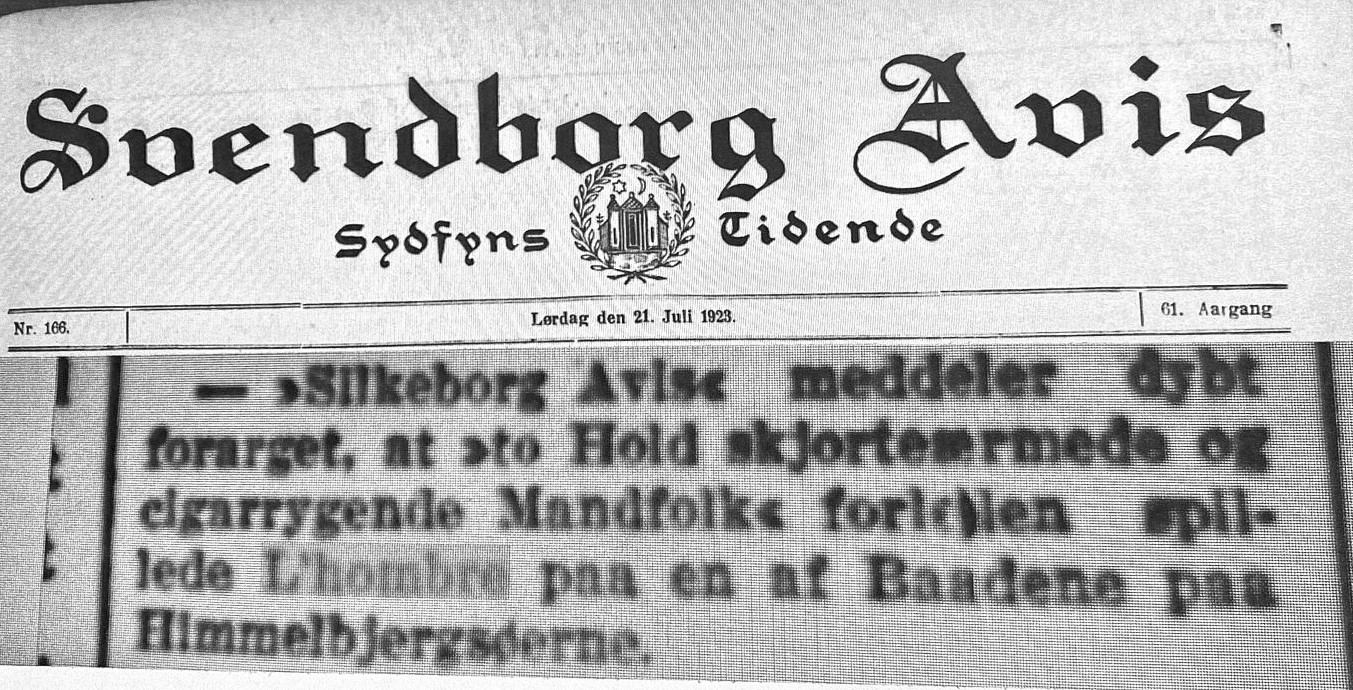 Svendborg Avis
Sydfyns Tidende
Nr. 166.
Lørdag den 21. Juli 1923.
61. Aargang
— »Silkeborg Avis« meddeler dybt
forarget, at »to Hold skjorteærmede og
cigarrygende Mandfolk« forleden spil-
lede L'hombre paa en af Baadene paa
Himmelbjergsøerne.